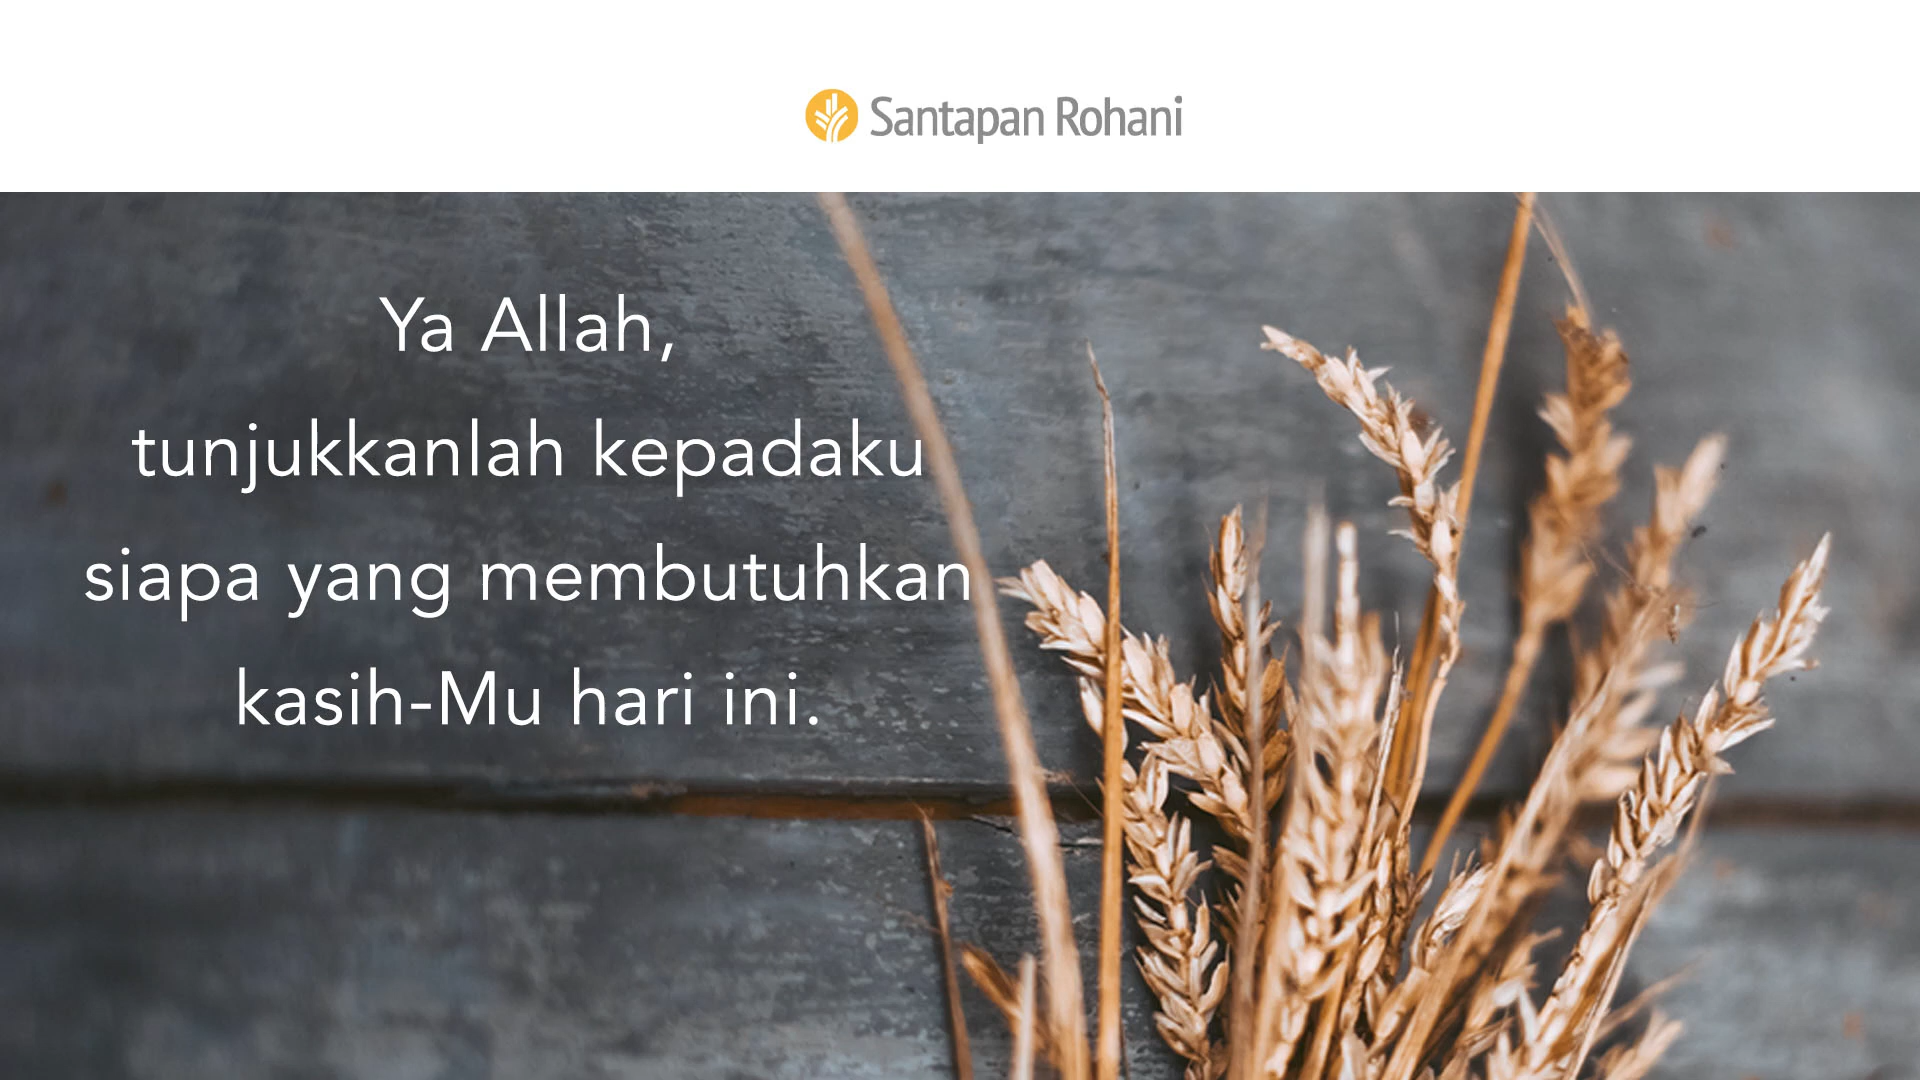 Santapan Rohani
Ya Allah,
tunjukkanlah kepadaku
siapa yang membutuhkan
kasih-Mu hari ini.